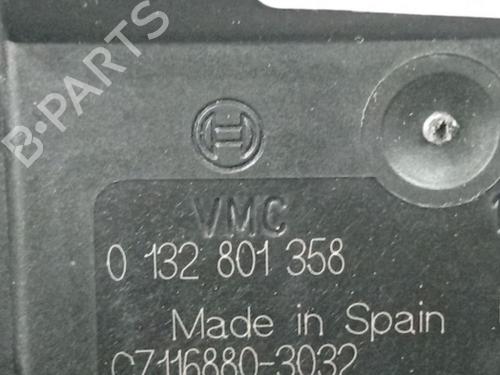 B-PARTS
VMC
0 132 801 358
Made in Spain
C7116880-3032